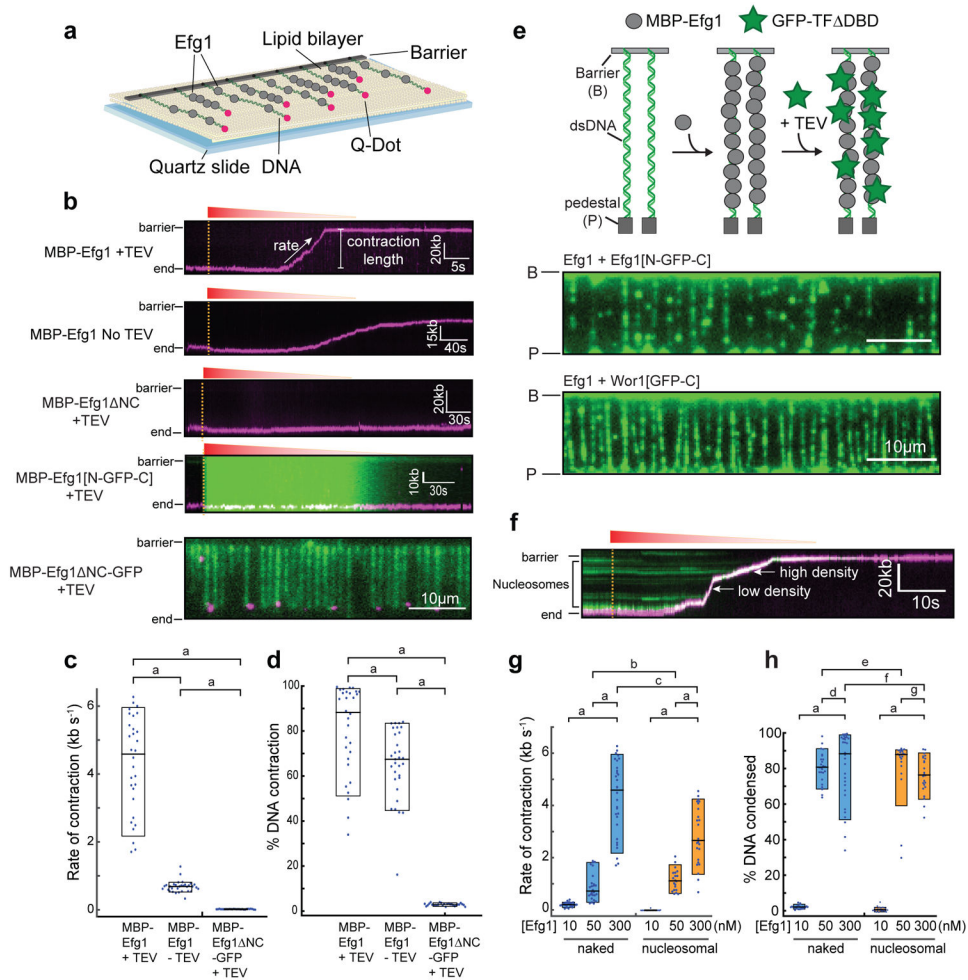 a
Efg1
Lipid bilayer
Barrier
Quartz slide
DNA
Q-Dot
b
MBP-Efg1 +TEV
barrier
end
rate
contraction
length
20kb
5s
MBP-Efg1 No TEV
barrier
end
15kb
40s
MBP-Efg1ΔNC
+TEV
barrier
end
20kb
30s
MBP-Efg1[N-GFP-C]
+TEV
barrier
end
10kb
30s
MBP-Efg1ΔNC-GFP
+TEV
barrier
end
10μm
c
a
a
a
Rate of contraction (kb s⁻¹)
6
4
2
0
MBP-
Efg1
+ TEV
MBP-
Efg1
- TEV
MBP-
Efg1ΔNC
-GFP
+ TEV
d
a
a
a
% DNA contraction
100
80
60
40
20
0
MBP-
Efg1
+ TEV
MBP-
Efg1
- TEV
MBP-
Efg1ΔNC
-GFP
+ TEV
e
MBP-Efg1
GFP-TFΔDBD
Barrier
(B)
dsDNA
pedestal
(P)
+ TEV
Efg1 + Efg1[N-GFP-C]
B
P
Efg1 + Wor1[GFP-C]
B
P
10μm
f
barrier
Nucleosomes
end
high density
low density
20kb
10s
g
b
c
a
a
a
a
Rate of contraction (kb s⁻¹)
6
4
2
0
[Efg1]
10 50 300
10 50 300 (nM)
naked
nucleosomal
h
e
f
d
g
a
a
% DNA condensed
100
80
60
40
20
0
[Efg1]
10 50 300
10 50 300 (nM)
naked
nucleosomal